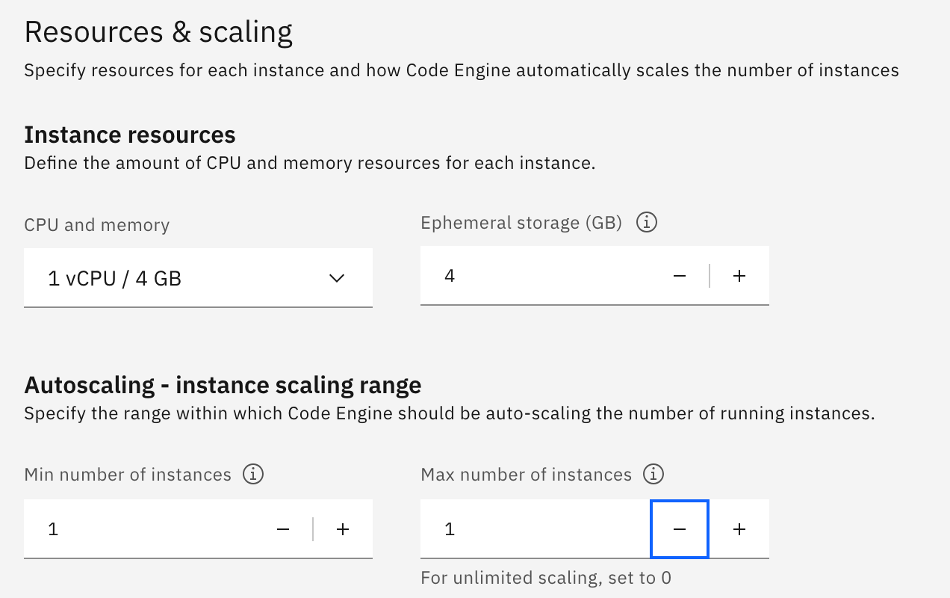 Resources & scaling
Specify resources for each instance and how Code Engine automatically scales the number of instances
Instance resources
Define the amount of CPU and memory resources for each instance.
CPU and memory
Ephemeral storage (GB)
1 vCPU / 4 GB
4
Autoscaling - instance scaling range
Specify the range within which Code Engine should be auto-scaling the number of running instances.
Min number of instances
Max number of instances
1
1
For unlimited scaling, set to 0